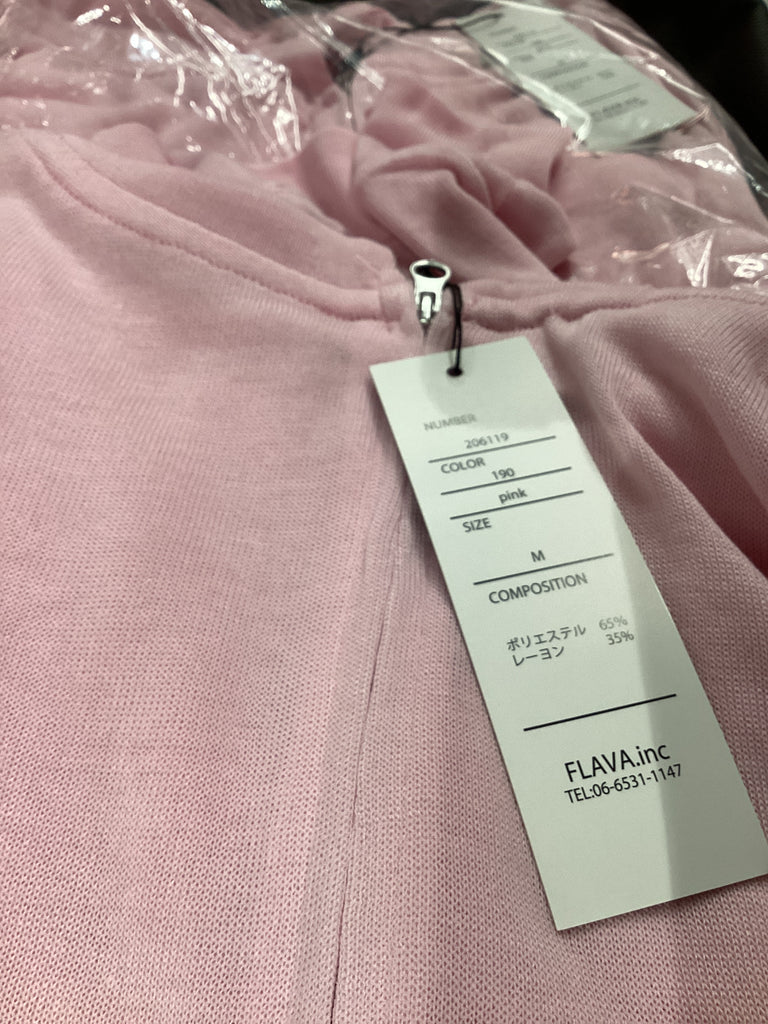 NUMBER
206119
COLOR
190
pink
SIZE
M
COMPOSITION
ポリエステル 65%
レーヨン 35%
FLAVA.inc
TEL:06-6531-1147